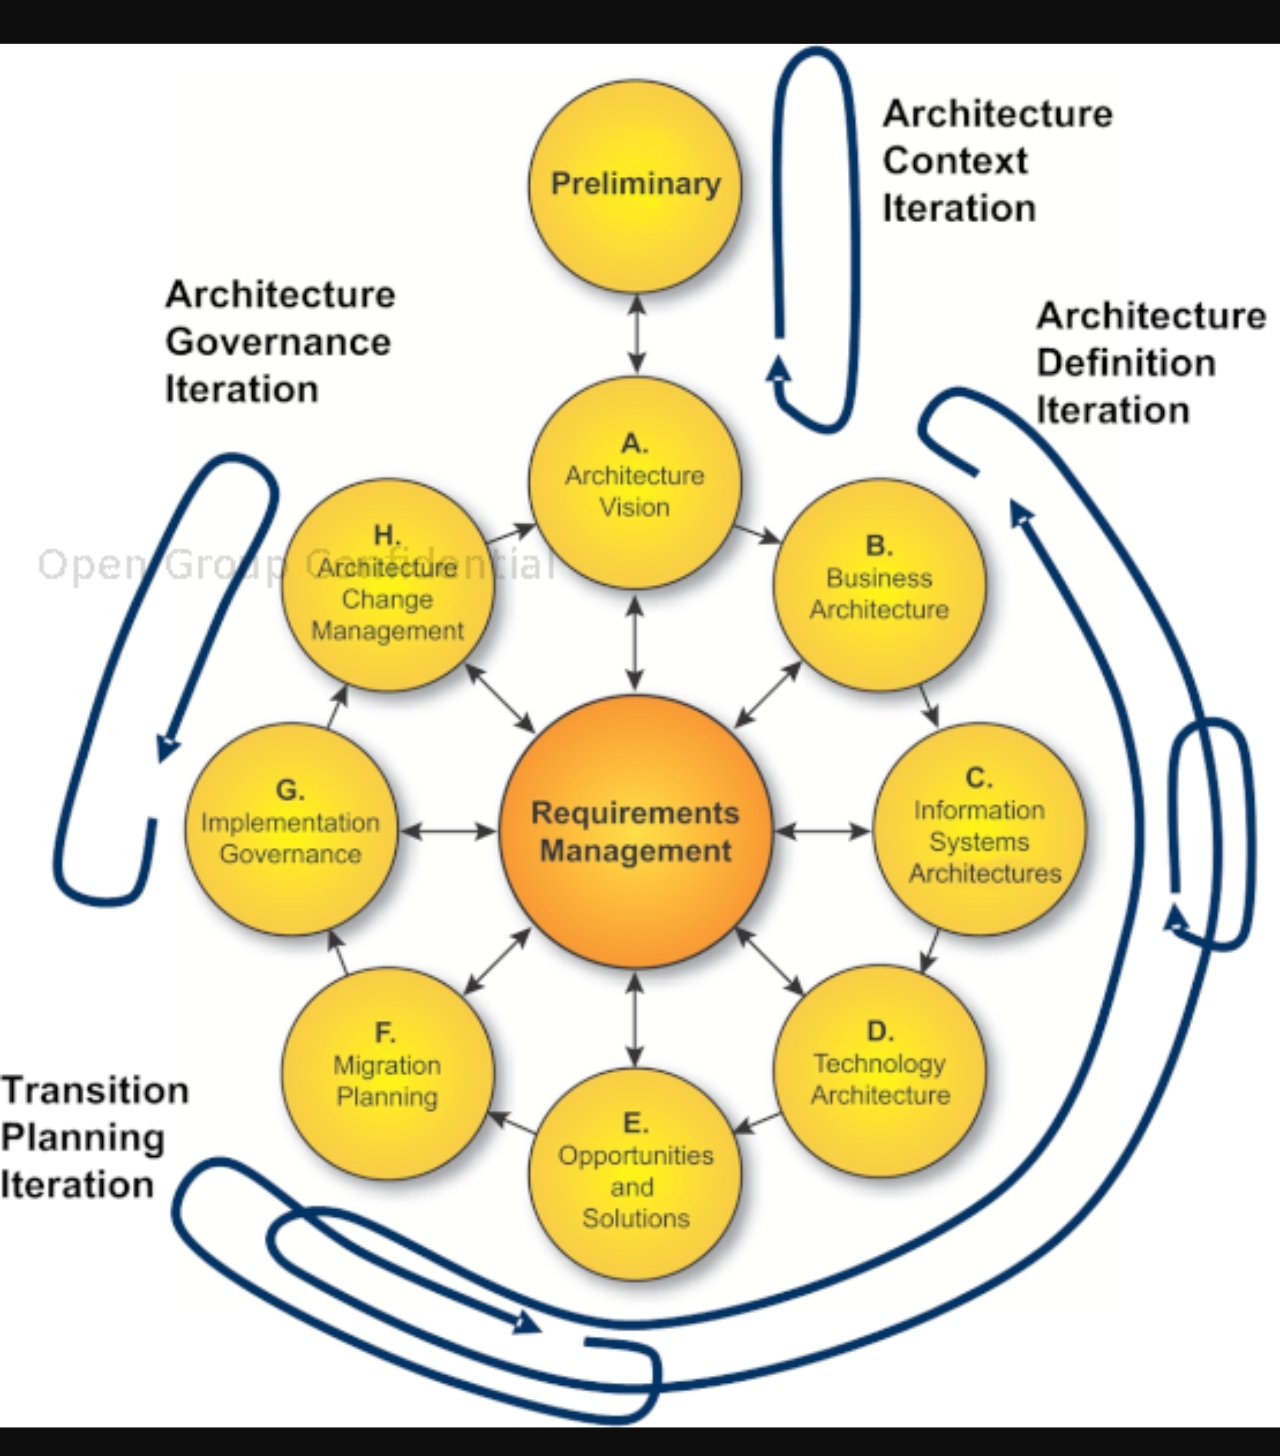 Preliminary
Architecture
Context
Iteration
Architecture
Governance
Iteration
Architecture
Definition
Iteration
A.
Architecture
Vision
H.
Architecture
Change
Management
Open Group Confidential
B.
Business
Architecture
G.
Implementation
Governance
Requirements
Management
C.
Information
Systems
Architectures
F.
Migration
Planning
D.
Technology
Architecture
E.
Opportunities
and
Solutions
Transition
Planning
Iteration